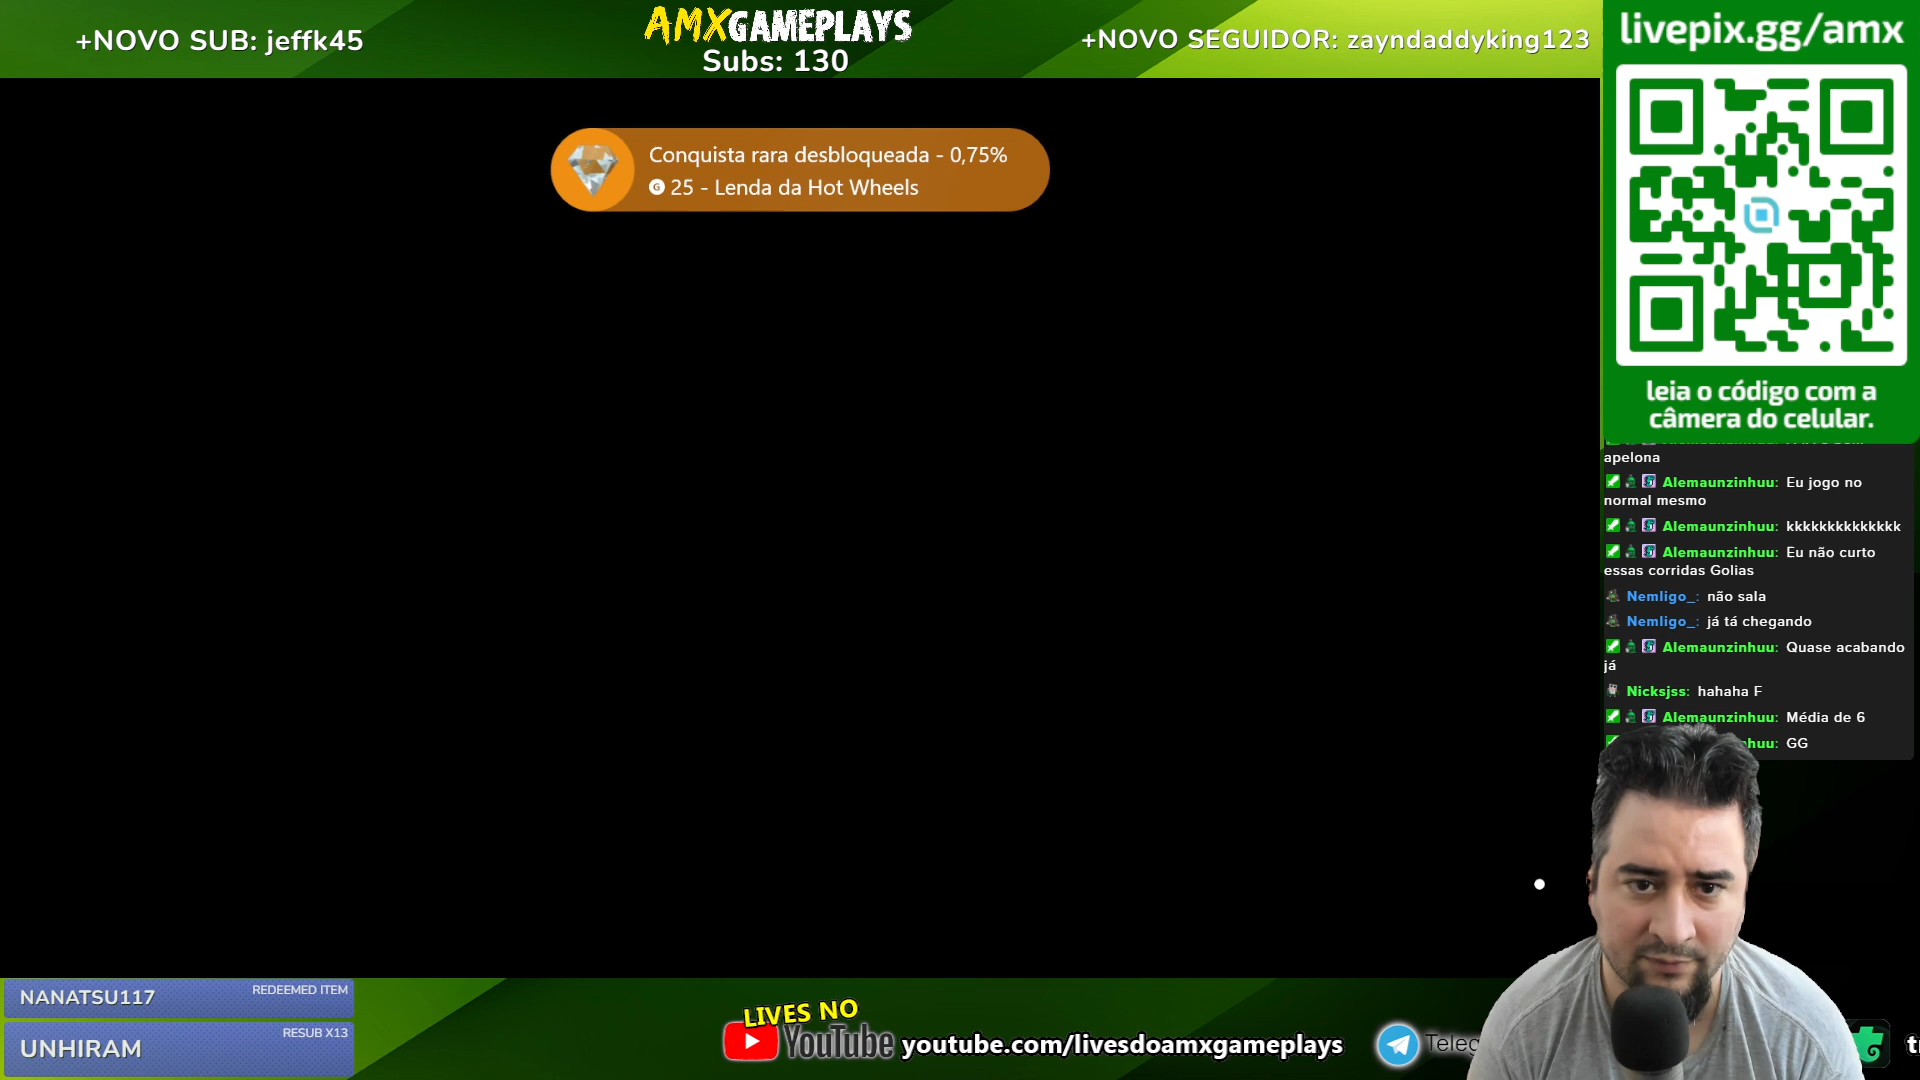 +NOVO SUB: jeffk45
AMXGAMEPLAYS
Subs: 130
+NOVO SEGUIDOR: zayndaddyking123
livepix.gg/amx
leia o código com a
câmera do celular.
Conquista rara desbloqueada - 0,75%
G 25 - Lenda da Hot Wheels
apelona
Alemaunzinhuu: Eu jogo no
normal mesmo
Alemaunzinhuu: kkkkkkkkkkkkk
Alemaunzinhuu: Eu não curto
essas corridas Golias
Nemligo_: não sala
Nemligo_: já tá chegando
Alemaunzinhuu: Quase acabando
já
Nicksjss: hahaha F
Alemaunzinhuu: Média de 6
huu: GG
NANATSU117
REDEEMED ITEM
UNHIRAM
RESUB X13
LIVES NO
YouTube
youtube.com/livesdoamxgameplays
Teleg